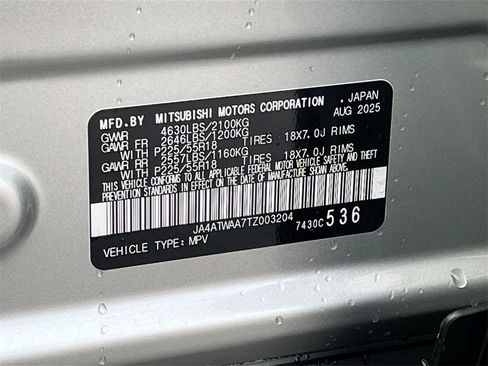 MFD.BY MITSUBISHI MOTORS CORPORATION , JAPAN
AUG 2025
GVWR 4630LBS/2100KG
GAWR FR 2646LBS/1200KG
WITH P225/55R18 TIRES 18X7.0J RIMS
GAWR RR 2557LBS/1160KG
WITH P225/55R18 TIRES 18X7.0J RIMS
THIS VEHICLE CONFORMS TO ALL APPLICABLE FEDERAL MOTOR VEHICLE SAFETY AND THEFT
PREVENTION STANDARDS IN EFFECT ON THE DATE OF MANUFACTURE SHOWN ABOVE.
JA4ATWAA7TZ003204 7430C 536
VEHICLE TYPE: MPV